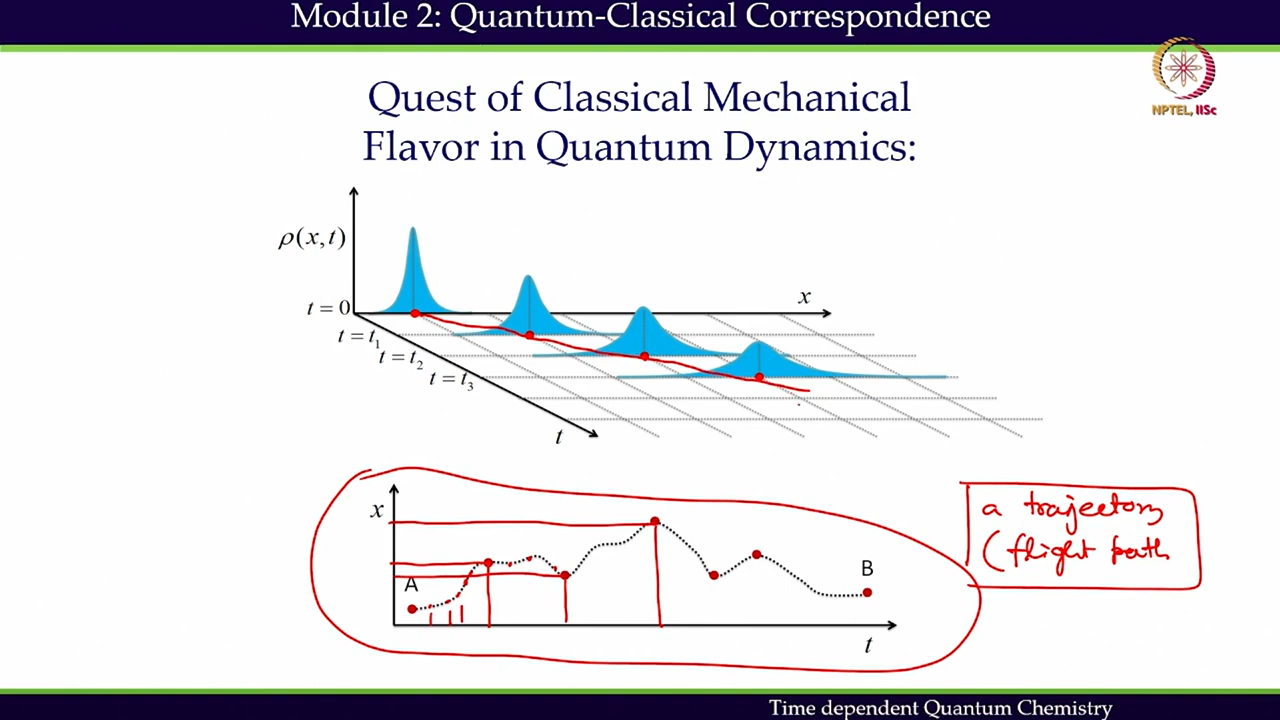 Module 2: Quantum-Classical Correspondence
NPTEL, IISc
Quest of Classical Mechanical
Flavor in Quantum Dynamics:
ρ(x,t)
x
t = 0
t = t₁
t = t₂
t = t₃
t
x
A
B
t
a trajectory
(flight path
Time dependent Quantum Chemistry